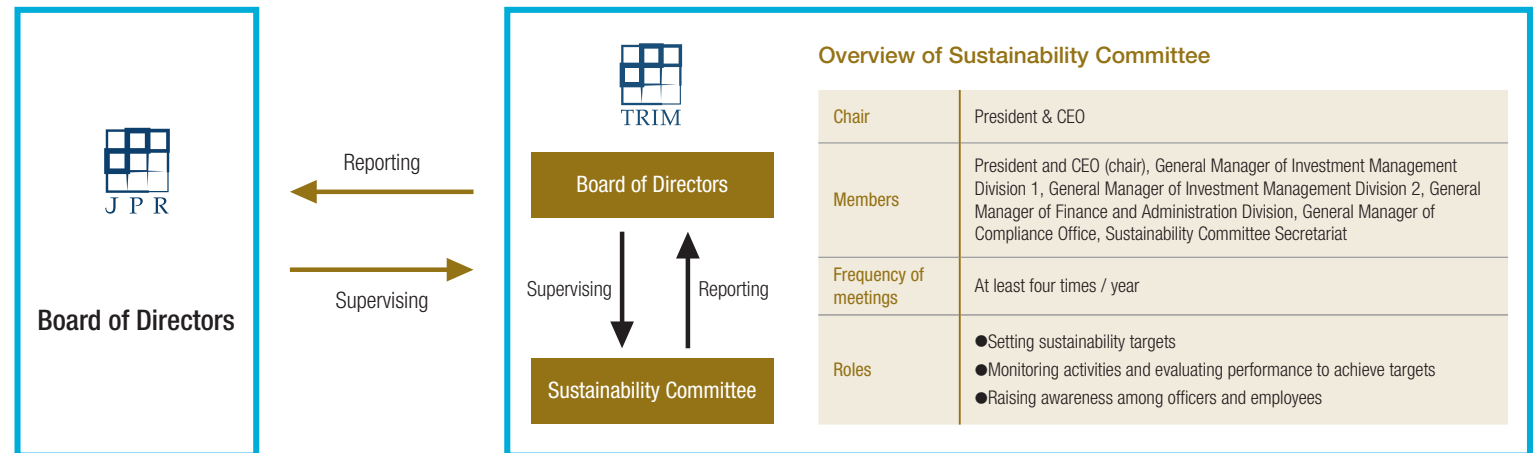 JPR
Board of Directors
Reporting
Supervising
TRIM
Board of Directors
Supervising
Reporting
Sustainability Committee
Overview of Sustainability Committee
Chair
President & CEO
Members
President and CEO (chair), General Manager of Investment Management
Division 1, General Manager of Investment Management Division 2, General
Manager of Finance and Administration Division, General Manager of
Compliance Office, Sustainability Committee Secretariat
Frequency of
meetings
At least four times / year
Roles
●Setting sustainability targets
●Monitoring activities and evaluating performance to achieve targets
●Raising awareness among officers and employees